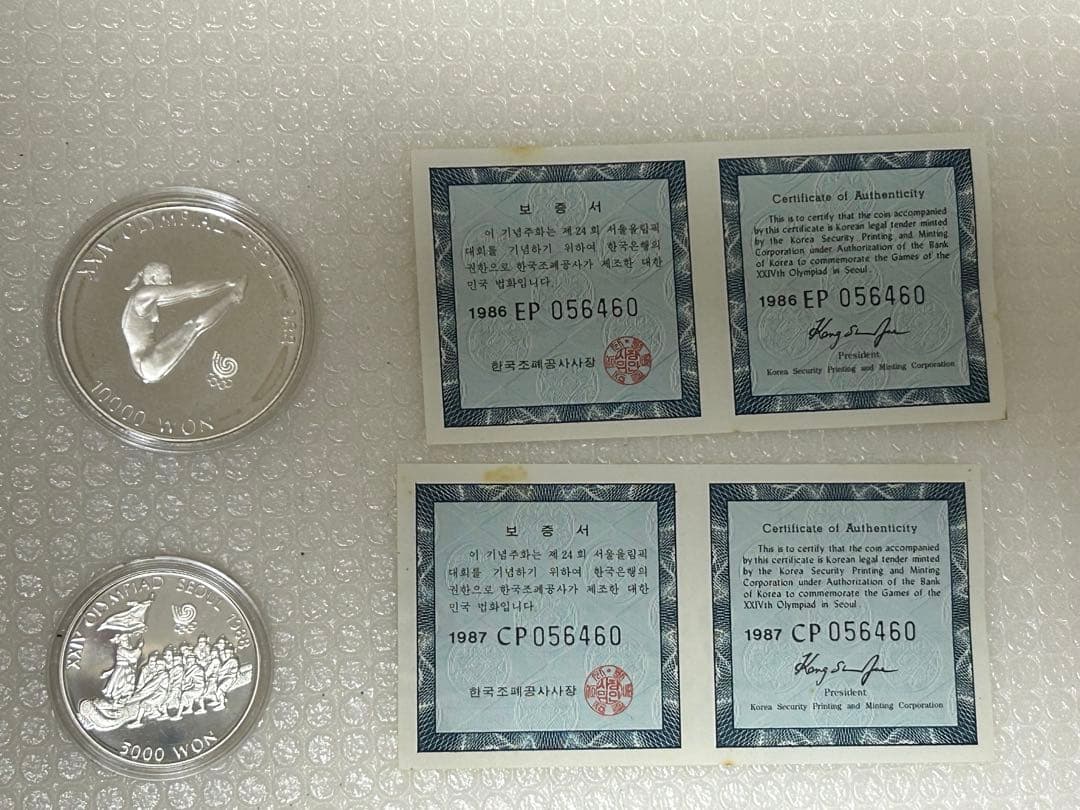 XXIV OLYMPIAD SEOUL 1988
10000 WON
XXIV OLYMPIAD SEOUL 1988
5000 WON
보 증 서
이 기념주화는 제24회 서울올림픽
대회를 기념하기 위하여 한국은행의
권한으로 한국조폐공사가 제조한 대한
민국 법화입니다.
1986 EP 056460
한국조폐공사사장
Certificate of Authenticity
This is to certify that the coin accompanied
by this certificate is Korean legal tender minted
by the Korea Security Printing and Minting
Corporation under Authorization of the Bank
of Korea to commemorate the Games of the
XXIVth Olympiad in Seoul.
1986 EP 056460
President
Korea Security Printing and Minting Corporation
보 증 서
이 기념주화는 제24회 서울올림픽
대회를 기념하기 위하여 한국은행의
권한으로 한국조폐공사가 제조한 대한
민국 법화입니다.
1987 CP 056460
한국조폐공사사장
Certificate of Authenticity
This is to certify that the coin accompanied
by this certificate is Korean legal tender minted
by the Korea Security Printing and Minting
Corporation under Authorization of the Bank
of Korea to commemorate the Games of the
XXIVth Olympiad in Seoul.
1987 CP 056460
President
Korea Security Printing and Minting Corporation